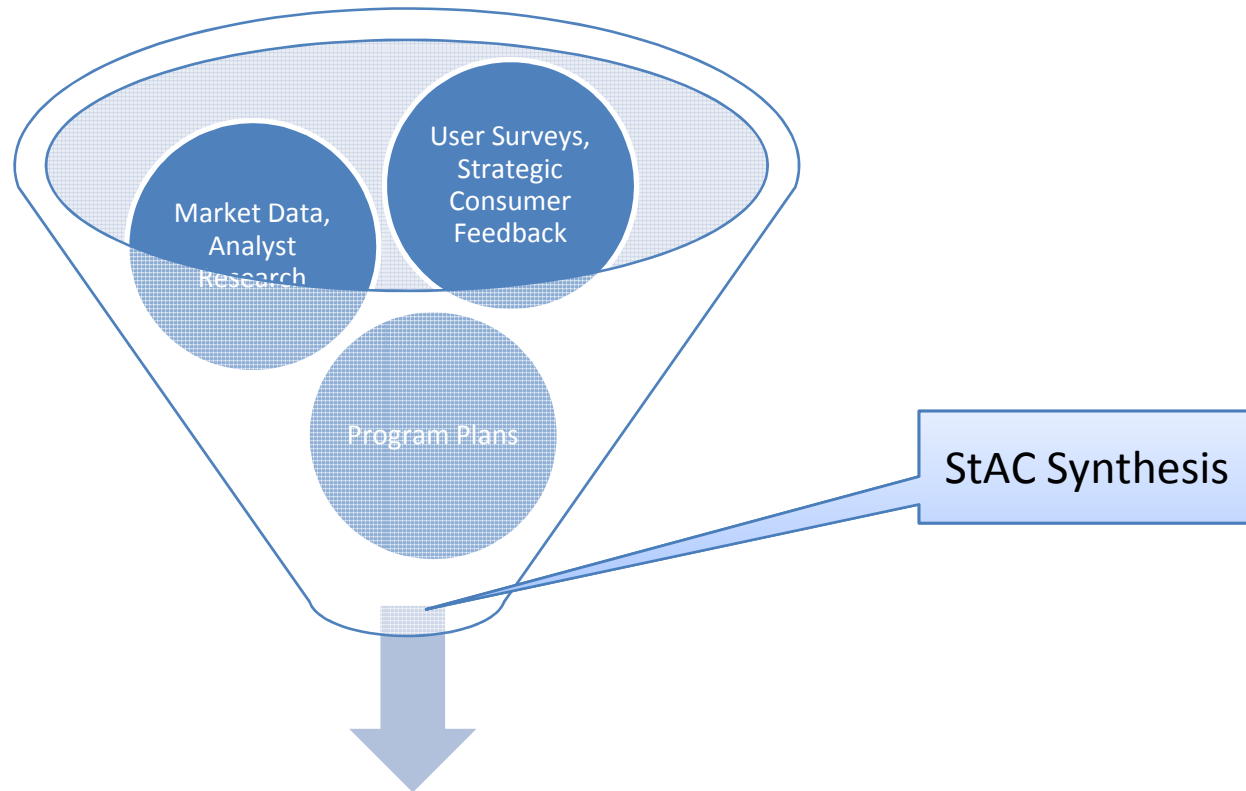 User Surveys,
Strategic
Consumer
Feedback
Market Data,
Analyst
Research
Program Plans
StAC Synthesis